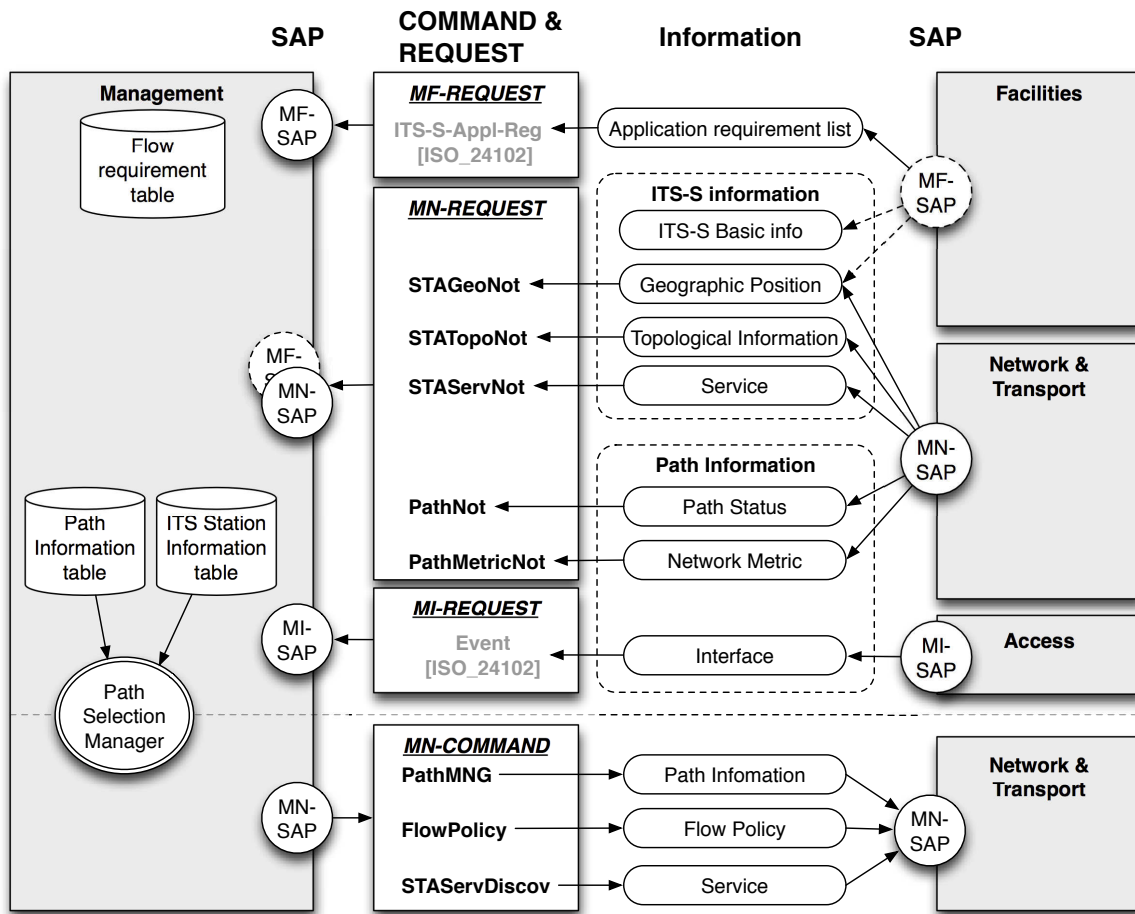 SAP
COMMAND &
REQUEST
Information
SAP
Management
Flow
requirement
table
MF-
SAP
MF-REQUEST
ITS-S-Appl-Reg
[ISO_24102]
Application requirement list
Facilities
MF-
SAP
MN-REQUEST
ITS-S information
ITS-S Basic info
STAGeoNot
Geographic Position
STATopoNot
Topological Information
STAServNot
Service
MF-
MN-
SAP
Network &
Transport
MN-
SAP
Path Information
PathNot
Path Status
PathMetricNot
Network Metric
Path
Information
table
ITS Station
Information
table
MI-
SAP
MI-REQUEST
Event
[ISO_24102]
Interface
MI-
SAP
Access
Path
Selection
Manager
MN-COMMAND
PathMNG
Path Infomation
MN-
SAP
FlowPolicy
Flow Policy
STAServDiscov
Service
MN-
SAP
Network &
Transport